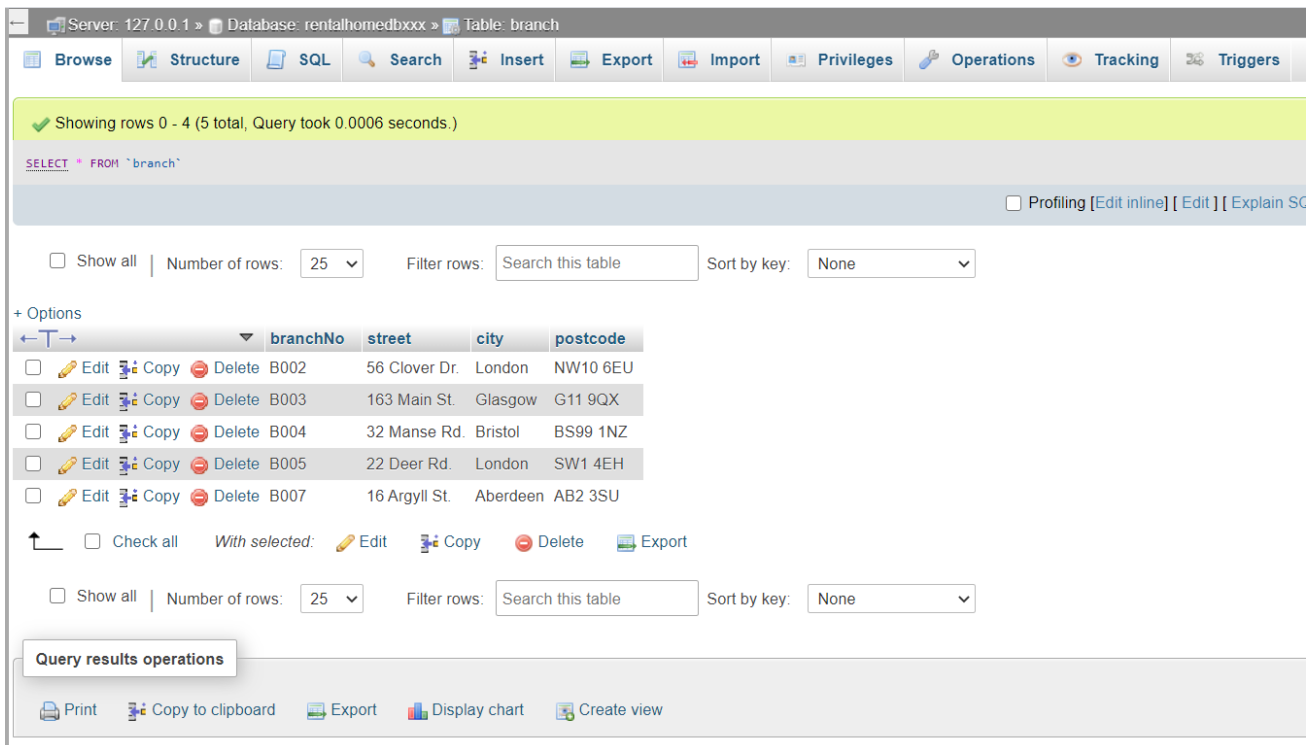 Server: 127.0.0.1 » Database: rentalhomedbxxx » Table: branch
Browse Structure SQL Search Insert Export Import Privileges Operations Tracking Triggers
Showing rows 0 - 4 (5 total, Query took 0.0006 seconds.)
SELECT * FROM `branch`
Profiling [Edit inline] [ Edit ] [ Explain SQ
Show all | Number of rows: 25 Filter rows: Search this table Sort by key: None
+ Options
←T→ branchNo street city postcode
Edit Copy Delete B002 56 Clover Dr. London NW10 6EU
Edit Copy Delete B003 163 Main St. Glasgow G11 9QX
Edit Copy Delete B004 32 Manse Rd. Bristol BS99 1NZ
Edit Copy Delete B005 22 Deer Rd. London SW1 4EH
Edit Copy Delete B007 16 Argyll St. Aberdeen AB2 3SU
Check all With selected: Edit Copy Delete Export
Show all | Number of rows: 25 Filter rows: Search this table Sort by key: None
Query results operations
Print Copy to clipboard Export Display chart Create view